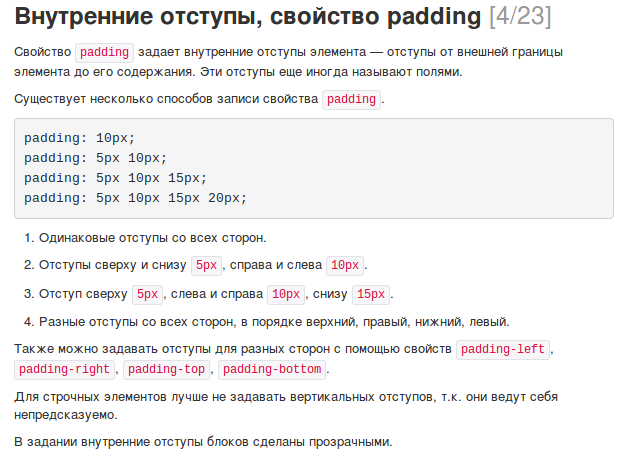 Внутренние отступы, свойство padding [4/23]
Свойство padding задает внутренние отступы элемента — отступы от внешней границы
элемента до его содержания. Эти отступы еще иногда называют полями.
Существует несколько способов записи свойства padding.
padding: 10px;
padding: 5px 10px;
padding: 5px 10px 15px;
padding: 5px 10px 15px 20px;
1. Одинаковые отступы со всех сторон.
2. Отступы сверху и снизу 5px, справа и слева 10px.
3. Отступ сверху 5px, слева и справа 10px, снизу 15px.
4. Разные отступы со всех сторон, в порядке верхний, правый, нижний, левый.
Также можно задавать отступы для разных сторон с помощью свойств padding-left,
padding-right, padding-top, padding-bottom.
Для строчных элементов лучше не задавать вертикальных отступов, т.к. они ведут себя
непредсказуемо.
В задании внутренние отступы блоков сделаны прозрачными.